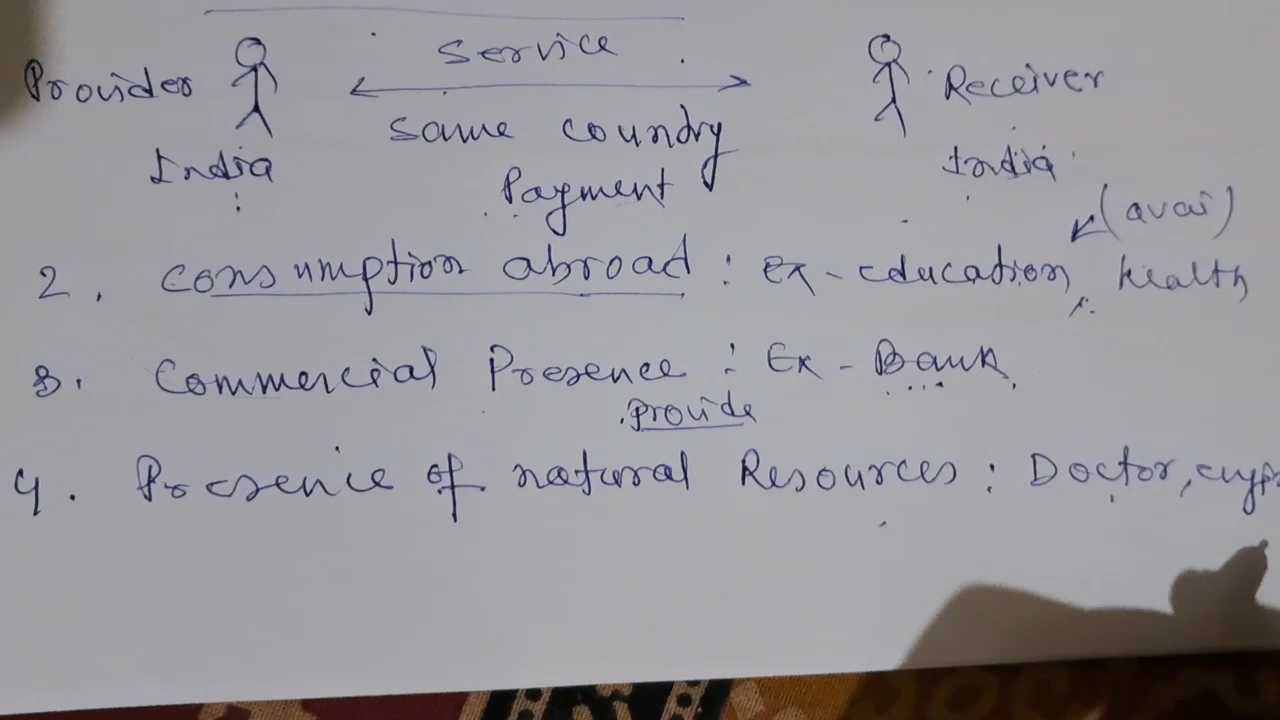 Service
Provider Receiver
same country
India India
Payment
(avai)
2. Consumption abroad : Ex - education, health
3. Commercial Presence : Ex - Bank
provide
4. Presence of natural Resources : Doctor,